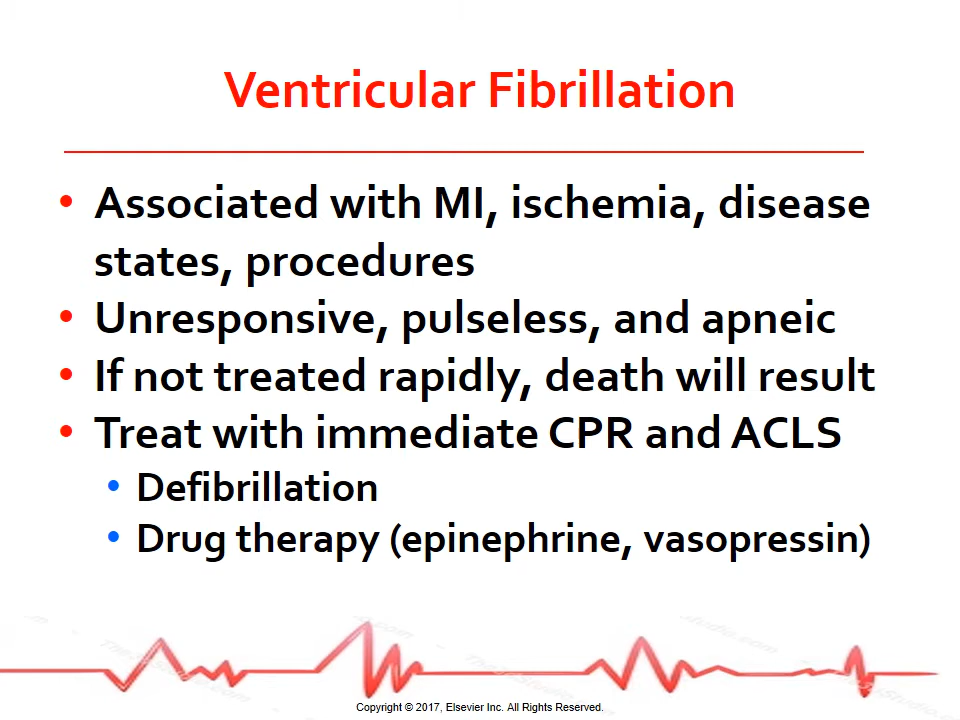 Ventricular Fibrillation
• Associated with MI, ischemia, disease
states, procedures
• Unresponsive, pulseless, and apneic
• If not treated rapidly, death will result
• Treat with immediate CPR and ACLS
• Defibrillation
• Drug therapy (epinephrine, vasopressin)
Copyright © 2017, Elsevier Inc. All Rights Reserved.